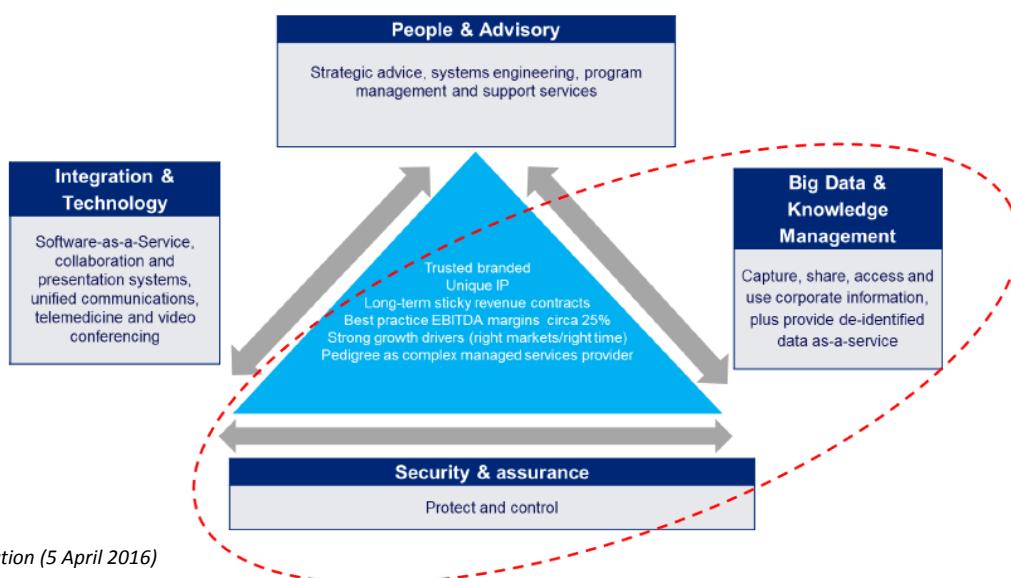 People & Advisory
Strategic advice, systems engineering, program
management and support services
Integration &
Technology
Software-as-a-Service,
collaboration and
presentation systems,
unified communications,
telemedicine and video
conferencing
Trusted branded
Unique IP
Long-term sticky revenue contracts
Best practice EBITDA margins circa 25%
Strong growth drivers (right markets/right time)
Pedigree as complex managed services provider
Big Data &
Knowledge
Management
Capture, share, access and
use corporate information,
plus provide de-identified
data as-a-service
Security & assurance
Protect and control
tion (5 April 2016)